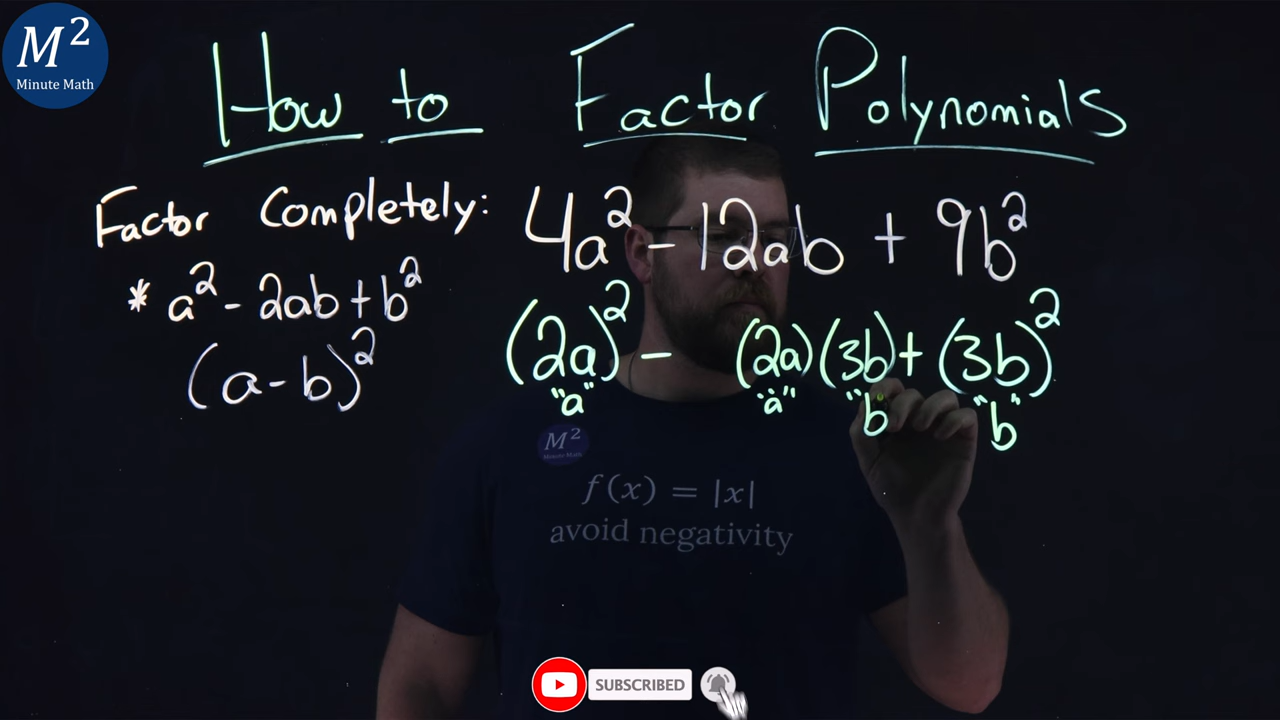 M²
Minute Math
How to Factor Polynomials
Factor Completely: 4a² - 12ab + 9b²
* a² - 2ab + b²
(a - b)²
(2a)² - (2a)(3b) + (3b)²
"a" "a" "b" "b"
M²
Minute Math
f(x) = |x|
avoid negativity
SUBSCRIBED